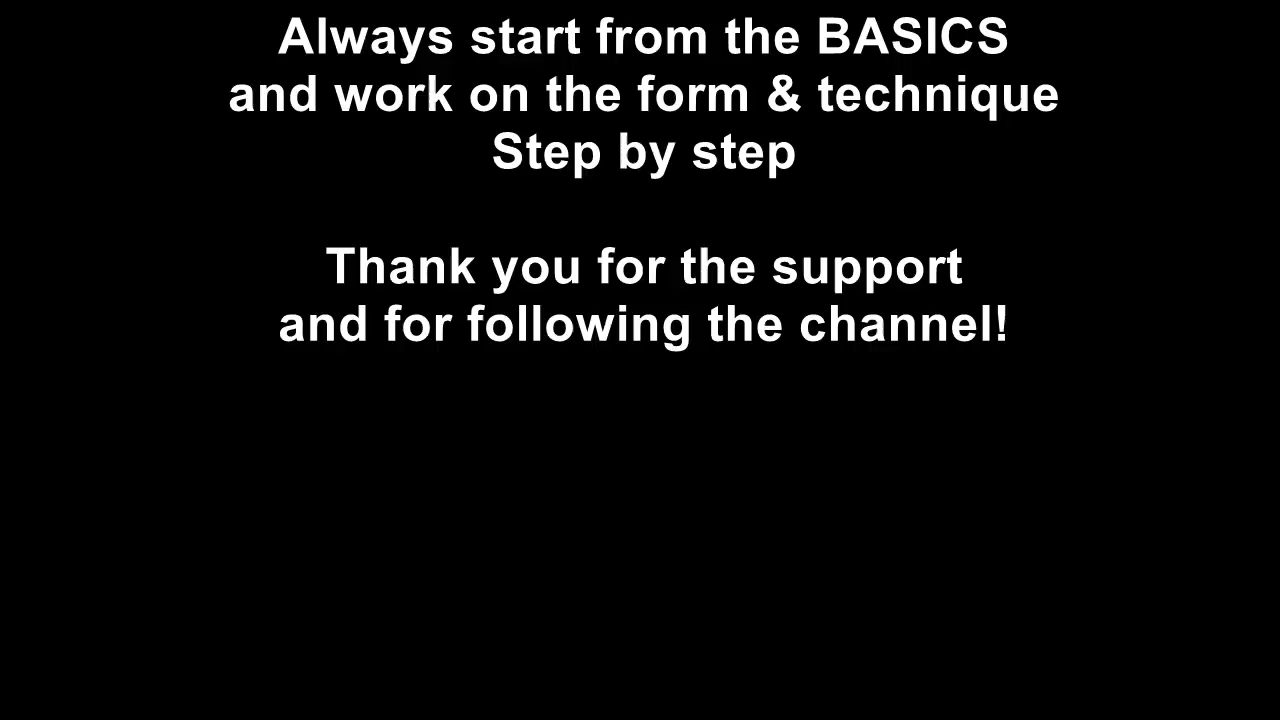 Always start from the BASICS
and work on the form & technique
Step by step
Thank you for the support
and for following the channel!